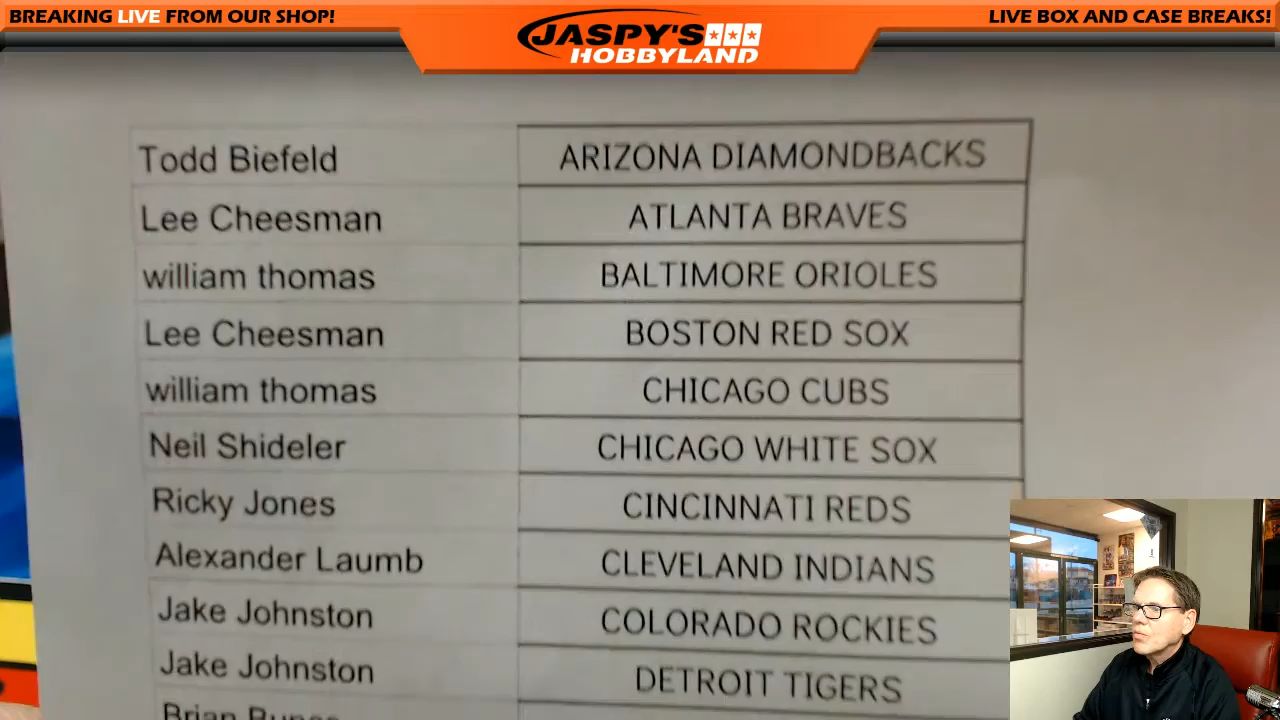 BREAKING LIVE FROM OUR SHOP!
JASPY'S
HOBBYLAND
LIVE BOX AND CASE BREAKS!
Todd Biefeld ARIZONA DIAMONDBACKS
Lee Cheesman ATLANTA BRAVES
william thomas BALTIMORE ORIOLES
Lee Cheesman BOSTON RED SOX
william thomas CHICAGO CUBS
Neil Shideler CHICAGO WHITE SOX
Ricky Jones CINCINNATI REDS
Alexander Laumb CLEVELAND INDIANS
Jake Johnston COLORADO ROCKIES
Jake Johnston DETROIT TIGERS
Brian